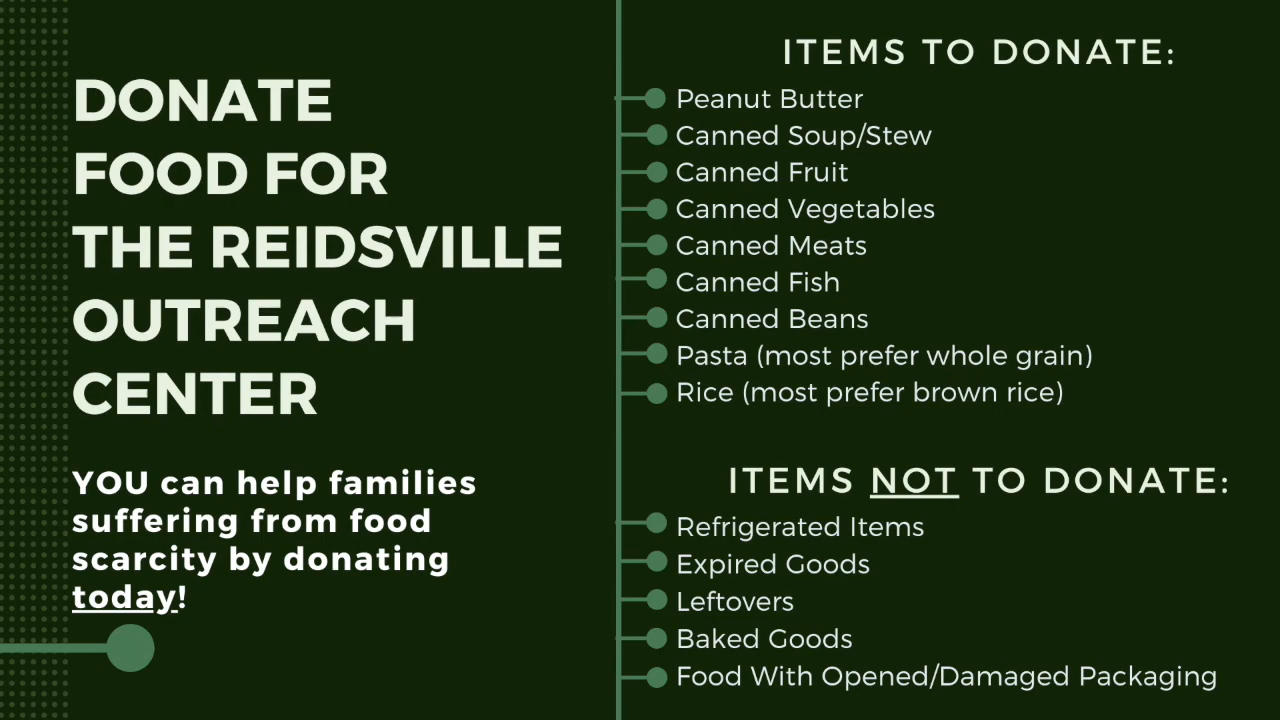 DONATE
FOOD FOR
THE REIDSVILLE
OUTREACH
CENTER
YOU can help families
suffering from food
scarcity by donating
today!
ITEMS TO DONATE:
Peanut Butter
Canned Soup/Stew
Canned Fruit
Canned Vegetables
Canned Meats
Canned Fish
Canned Beans
Pasta (most prefer whole grain)
Rice (most prefer brown rice)
ITEMS NOT TO DONATE:
Refrigerated Items
Expired Goods
Leftovers
Baked Goods
Food With Opened/Damaged Packaging